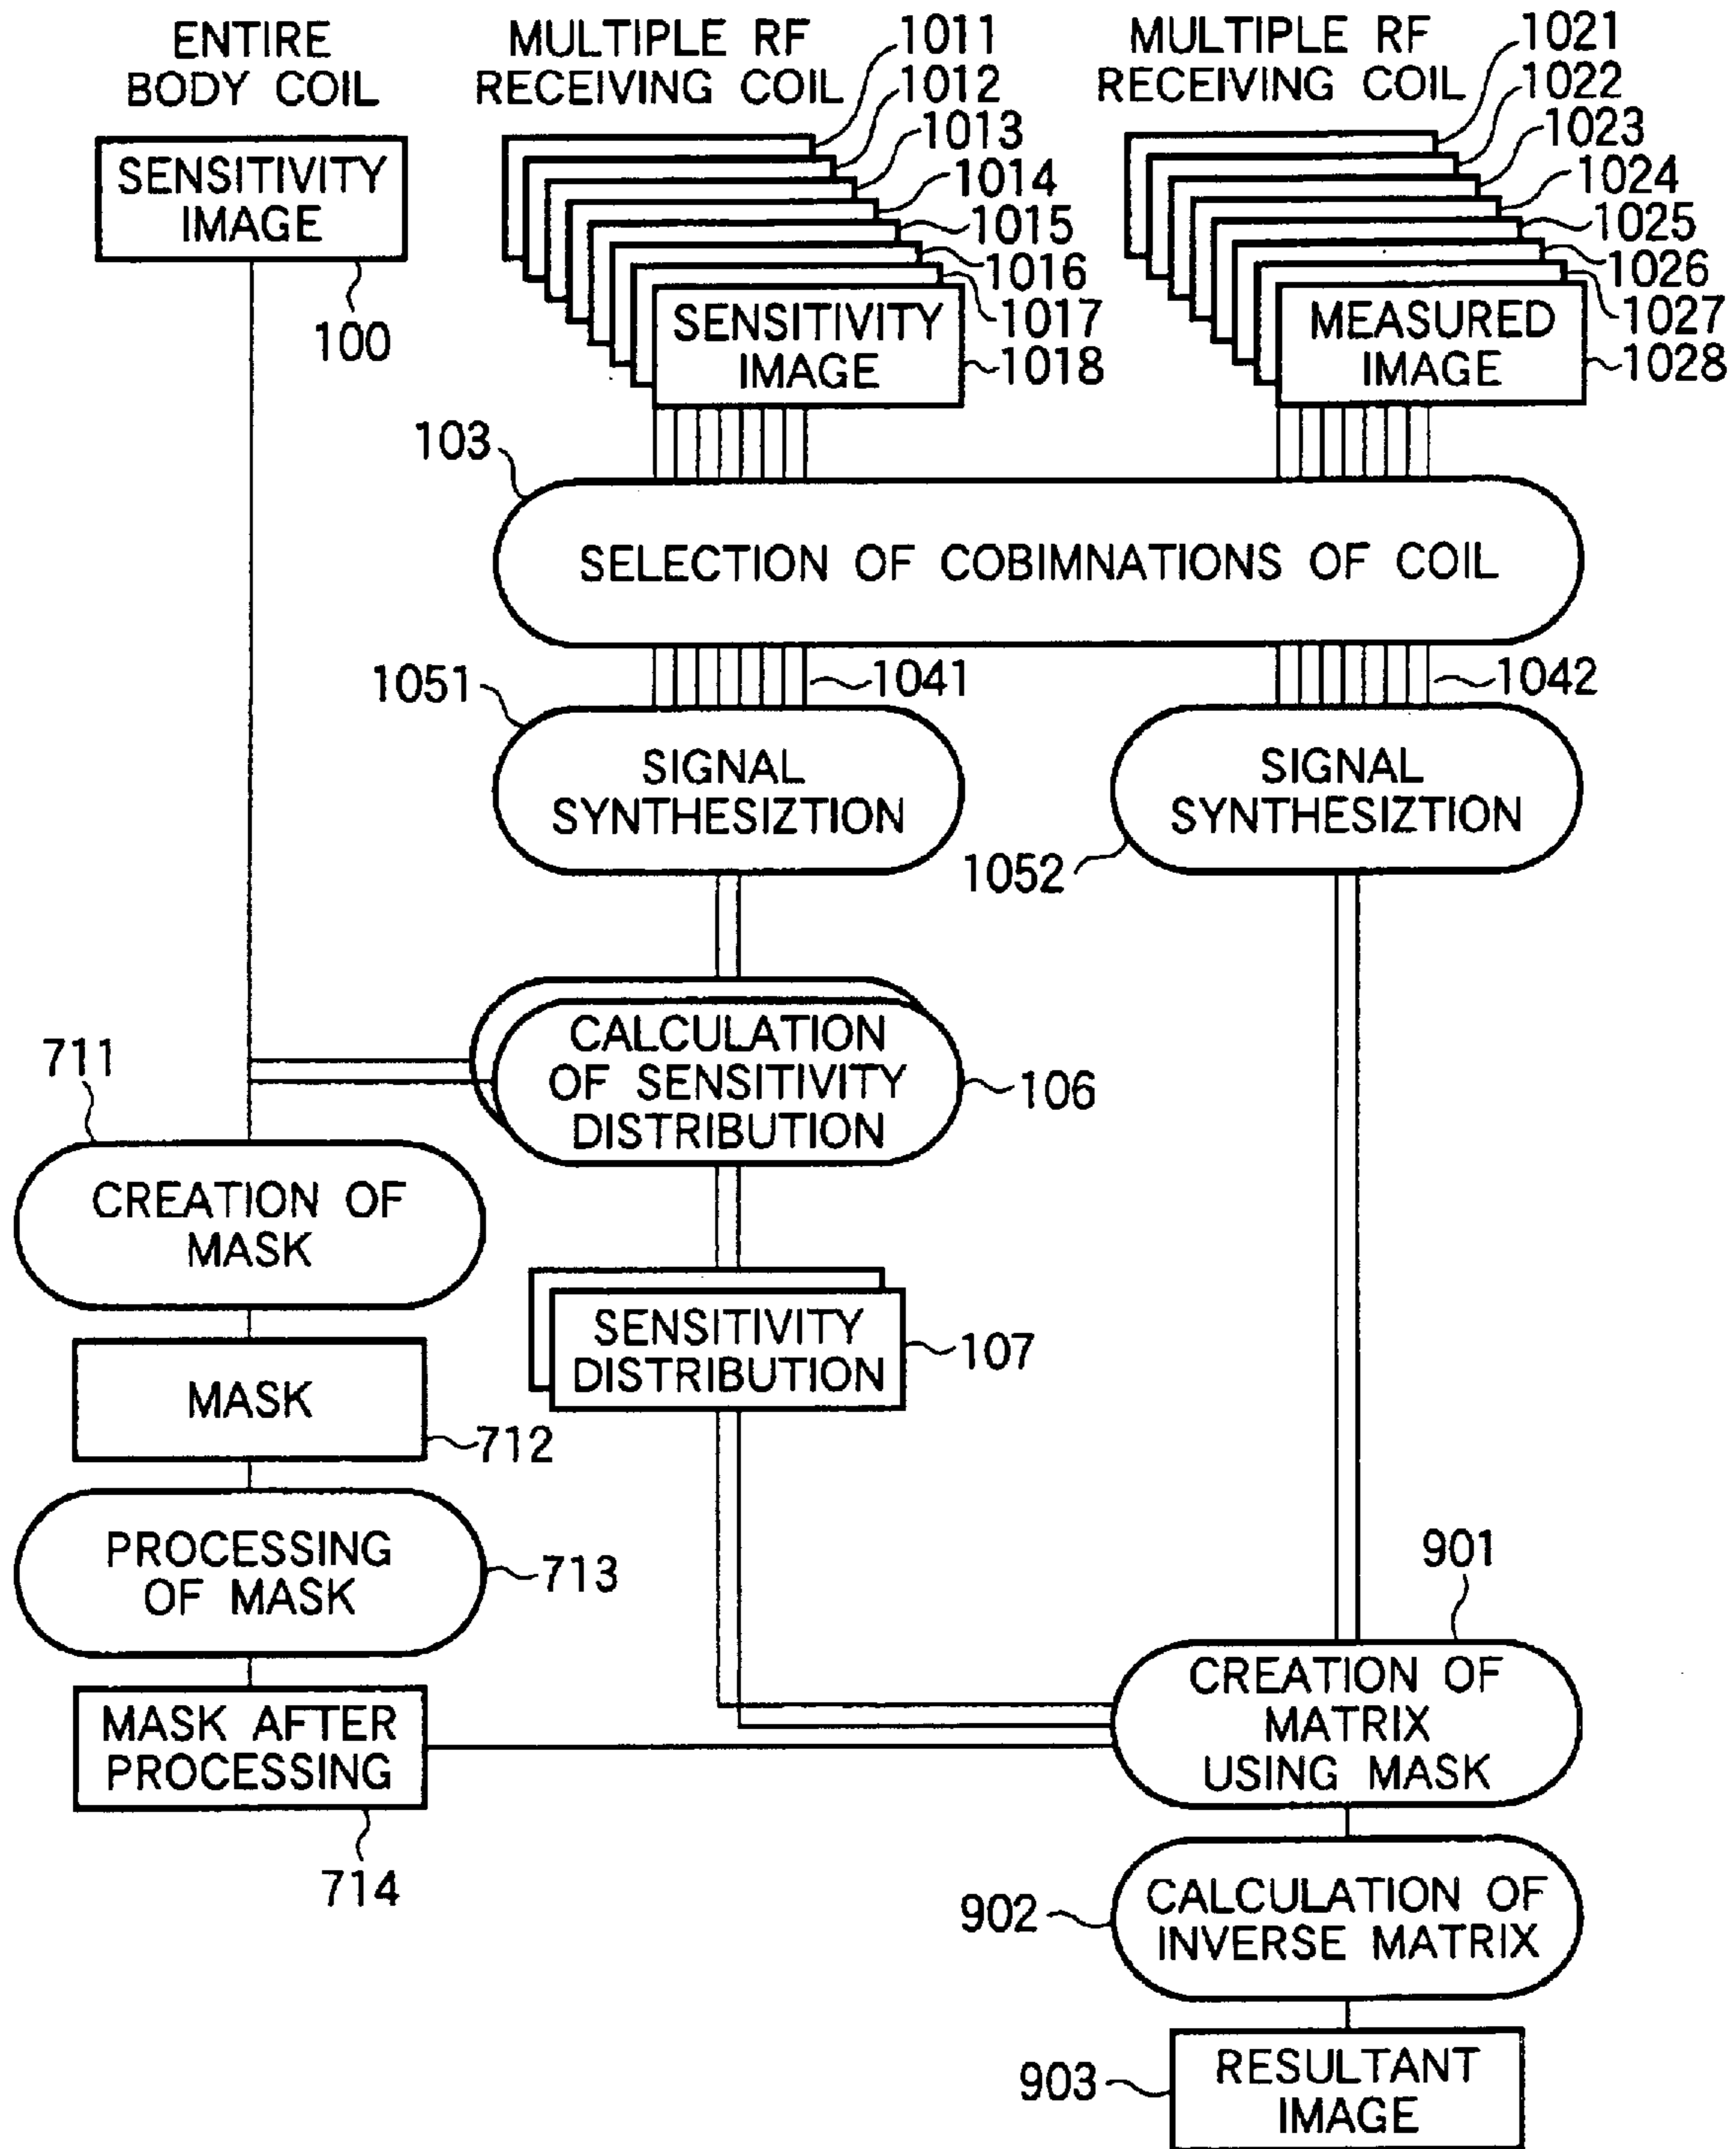 ENTIRE
BODY COIL
SENSITIVITY
IMAGE
100
MULTIPLE RF
RECEIVING COIL
1011
1012
1013
1014
1015
1016
1017
1018
SENSITIVITY
IMAGE
MULTIPLE RF
RECEIVING COIL
1021
1022
1023
1024
1025
1026
1027
1028
MEASURED
IMAGE
103
SELECTION OF COBIMNATIONS OF COIL
1041
1042
1051
SIGNAL
SYNTHESIZTION
1052
SIGNAL
SYNTHESIZTION
CALCULATION
OF SENSITIVITY
DISTRIBUTION
106
711
CREATION OF
MASK
SENSITIVITY
DISTRIBUTION
107
MASK
712
PROCESSING
OF MASK
713
MASK AFTER
PROCESSING
714
901
CREATION OF
MATRIX
USING MASK
902
CALCULATION OF
INVERSE MATRIX
903
RESULTANT
IMAGE